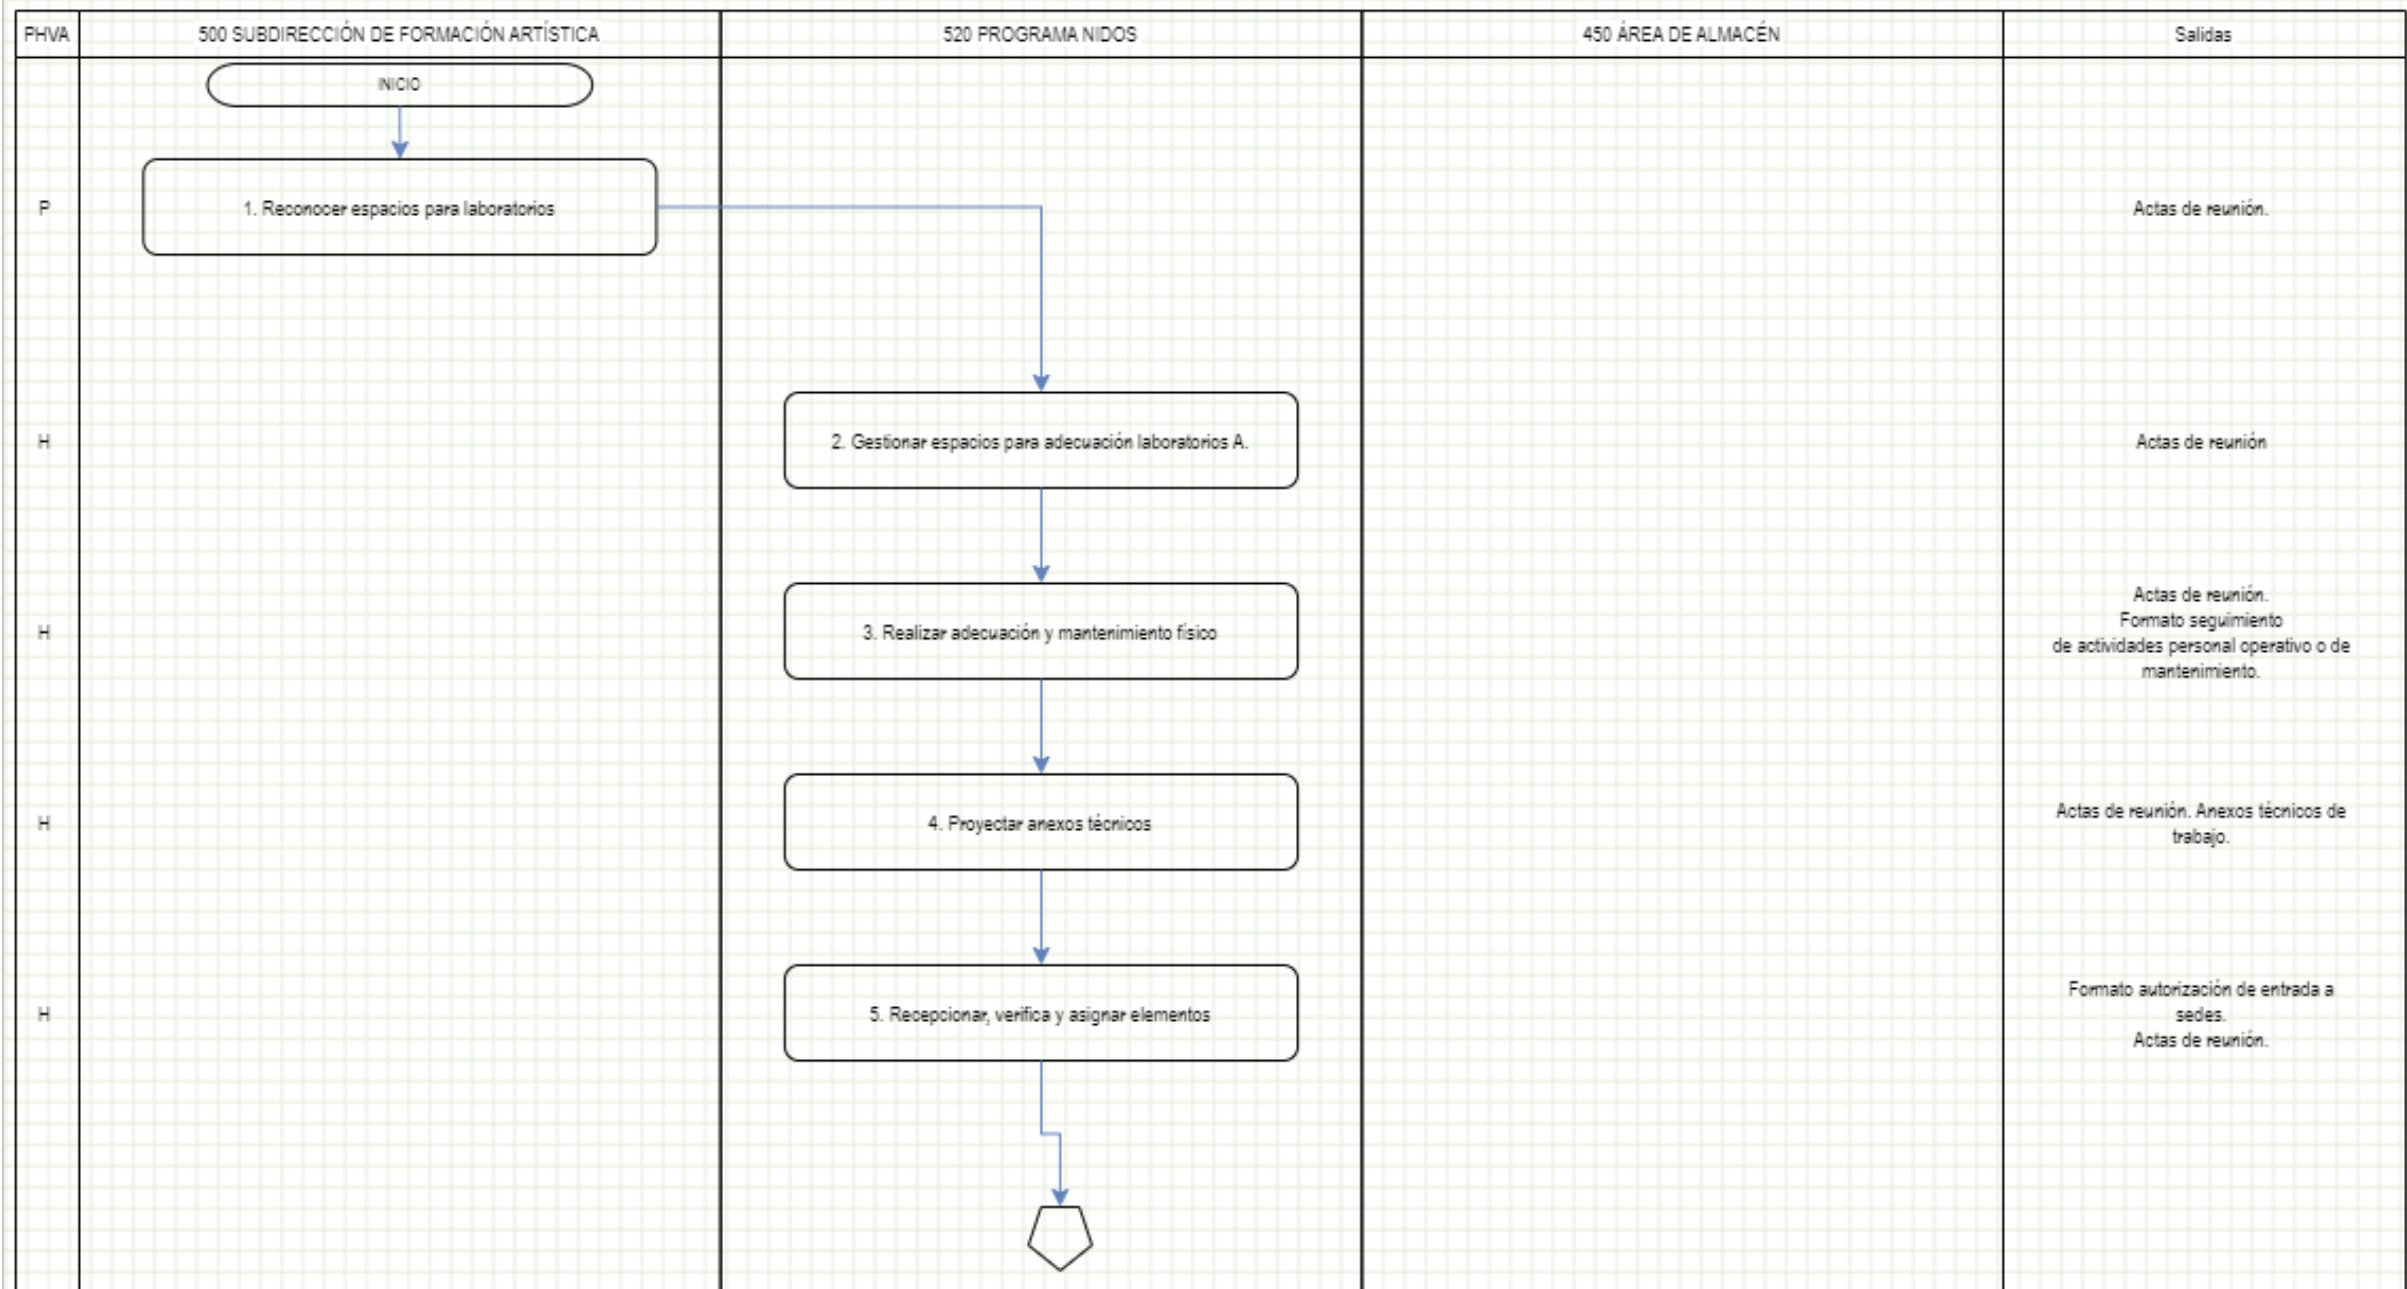 PHVA
500 SUBDIRECCIÓN DE FORMACIÓN ARTÍSTICA
520 PROGRAMA NIDOS
450 ÁREA DE ALMACÉN
Salidas
INICIO
P
1. Reconocer espacios para laboratorios
Actas de reunión.
H
2. Gestionar espacios para adecuación laboratorios A.
Actas de reunión
H
3. Realizar adecuación y mantenimiento físico
Actas de reunión.
Formato seguimiento
de actividades personal operativo o de
mantenimiento.
H
4. Proyectar anexos técnicos
Actas de reunión. Anexos técnicos de
trabajo.
H
5. Recepcionar, verifica y asignar elementos
Formato autorización de entrada a
sedes.
Actas de reunión.